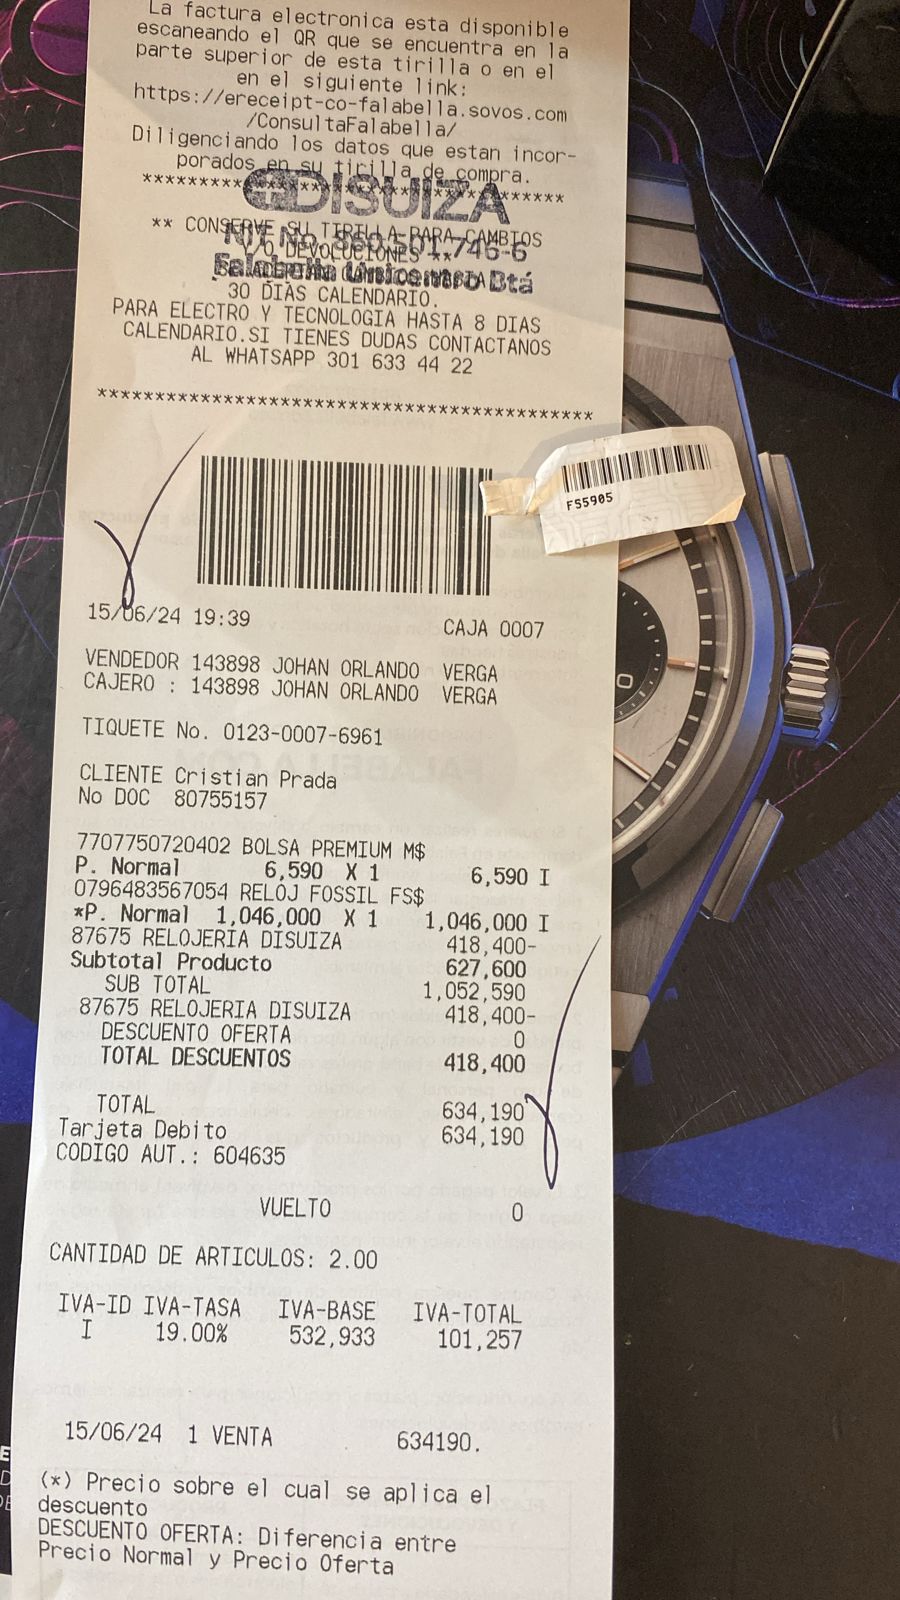 La factura electronica esta disponible
escaneando el QR que se encuentra en la
parte superior de esta tirilla o en el
en el siguiente link:
https://ereceipt-co-falabella.sovos.com
/ConsultaFalabella/
Diligenciando los datos que estan incor-
porados en su tirilla de compra.
****************************************
DISUIZA
** CONSERVE SU TIRILLA PARA CAMBIOS
Y/O DEVOLUCIONES **
NIT No. 860.501.746-6
Falabella Unicentro Btá
30 DIAS CALENDARIO.
PARA ELECTRO Y TECNOLOGIA HASTA 8 DIAS
CALENDARIO.SI TIENES DUDAS CONTACTANOS
AL WHATSAPP 301 633 44 22
*******************************************
F55905
15/06/24 19:39 CAJA 0007
VENDEDOR 143898 JOHAN ORLANDO VERGA
CAJERO : 143898 JOHAN ORLANDO VERGA
TIQUETE No. 0123-0007-6961
CLIENTE Cristian Prada
No DOC 80755157
7707750720402 BOLSA PREMIUM M$
P. Normal 6,590 X 1 6,590 I
0796483567054 RELOJ FOSSIL FS$
*P. Normal 1,046,000 X 1 1,046,000 I
87675 RELOJERIA DISUIZA 418,400-
Subtotal Producto 627,600
SUB TOTAL 1,052,590
87675 RELOJERIA DISUIZA 418,400-
DESCUENTO OFERTA 0
TOTAL DESCUENTOS 418,400
TOTAL 634,190
Tarjeta Debito 634,190
CODIGO AUT.: 604635
VUELTO 0
CANTIDAD DE ARTICULOS: 2.00
IVA-ID IVA-TASA IVA-BASE IVA-TOTAL
I 19.00% 532,933 101,257
15/06/24 1 VENTA 634190.
(*) Precio sobre el cual se aplica el
descuento
DESCUENTO OFERTA: Diferencia entre
Precio Normal y Precio Oferta